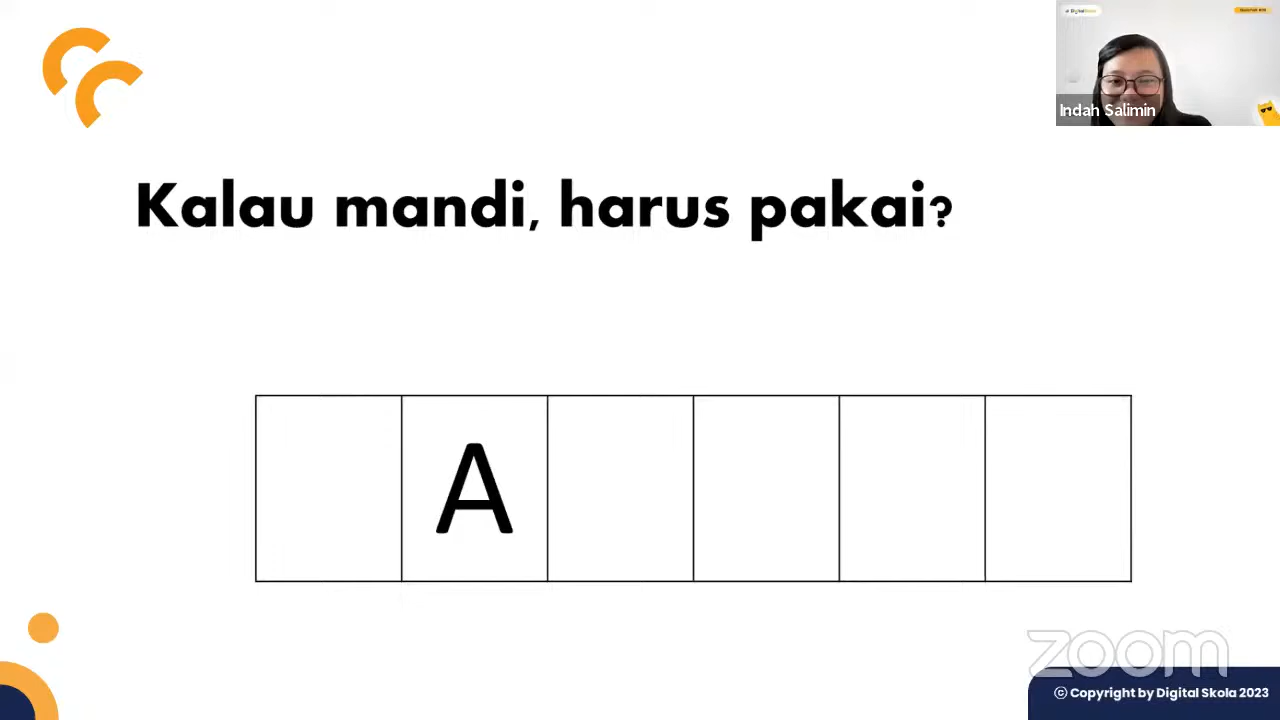 Indah Salimin
Kalau mandi, harus pakai?
A
zoom
© Copyright by Digital Skola 2023